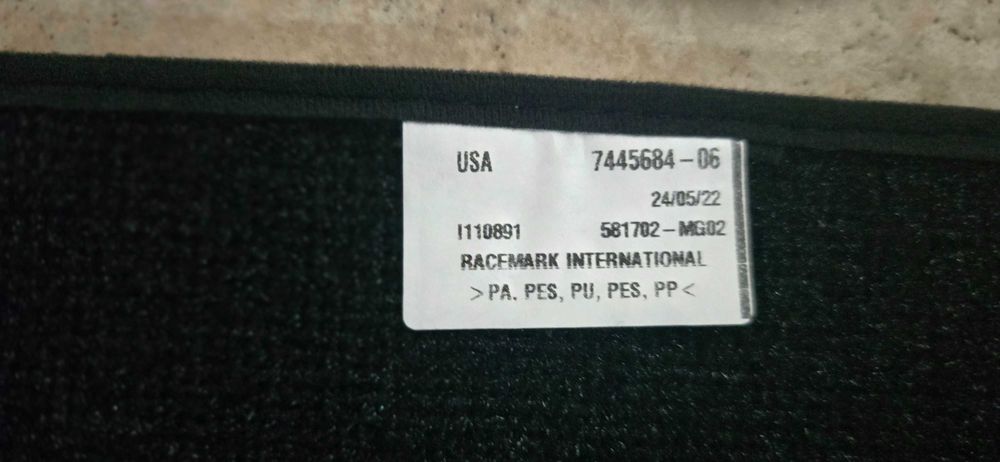 USA 7445684-06
24/05/22
I110891 581702-MG02
RACEMARK INTERNATIONAL
>PA, PES, PU, PES, PP<